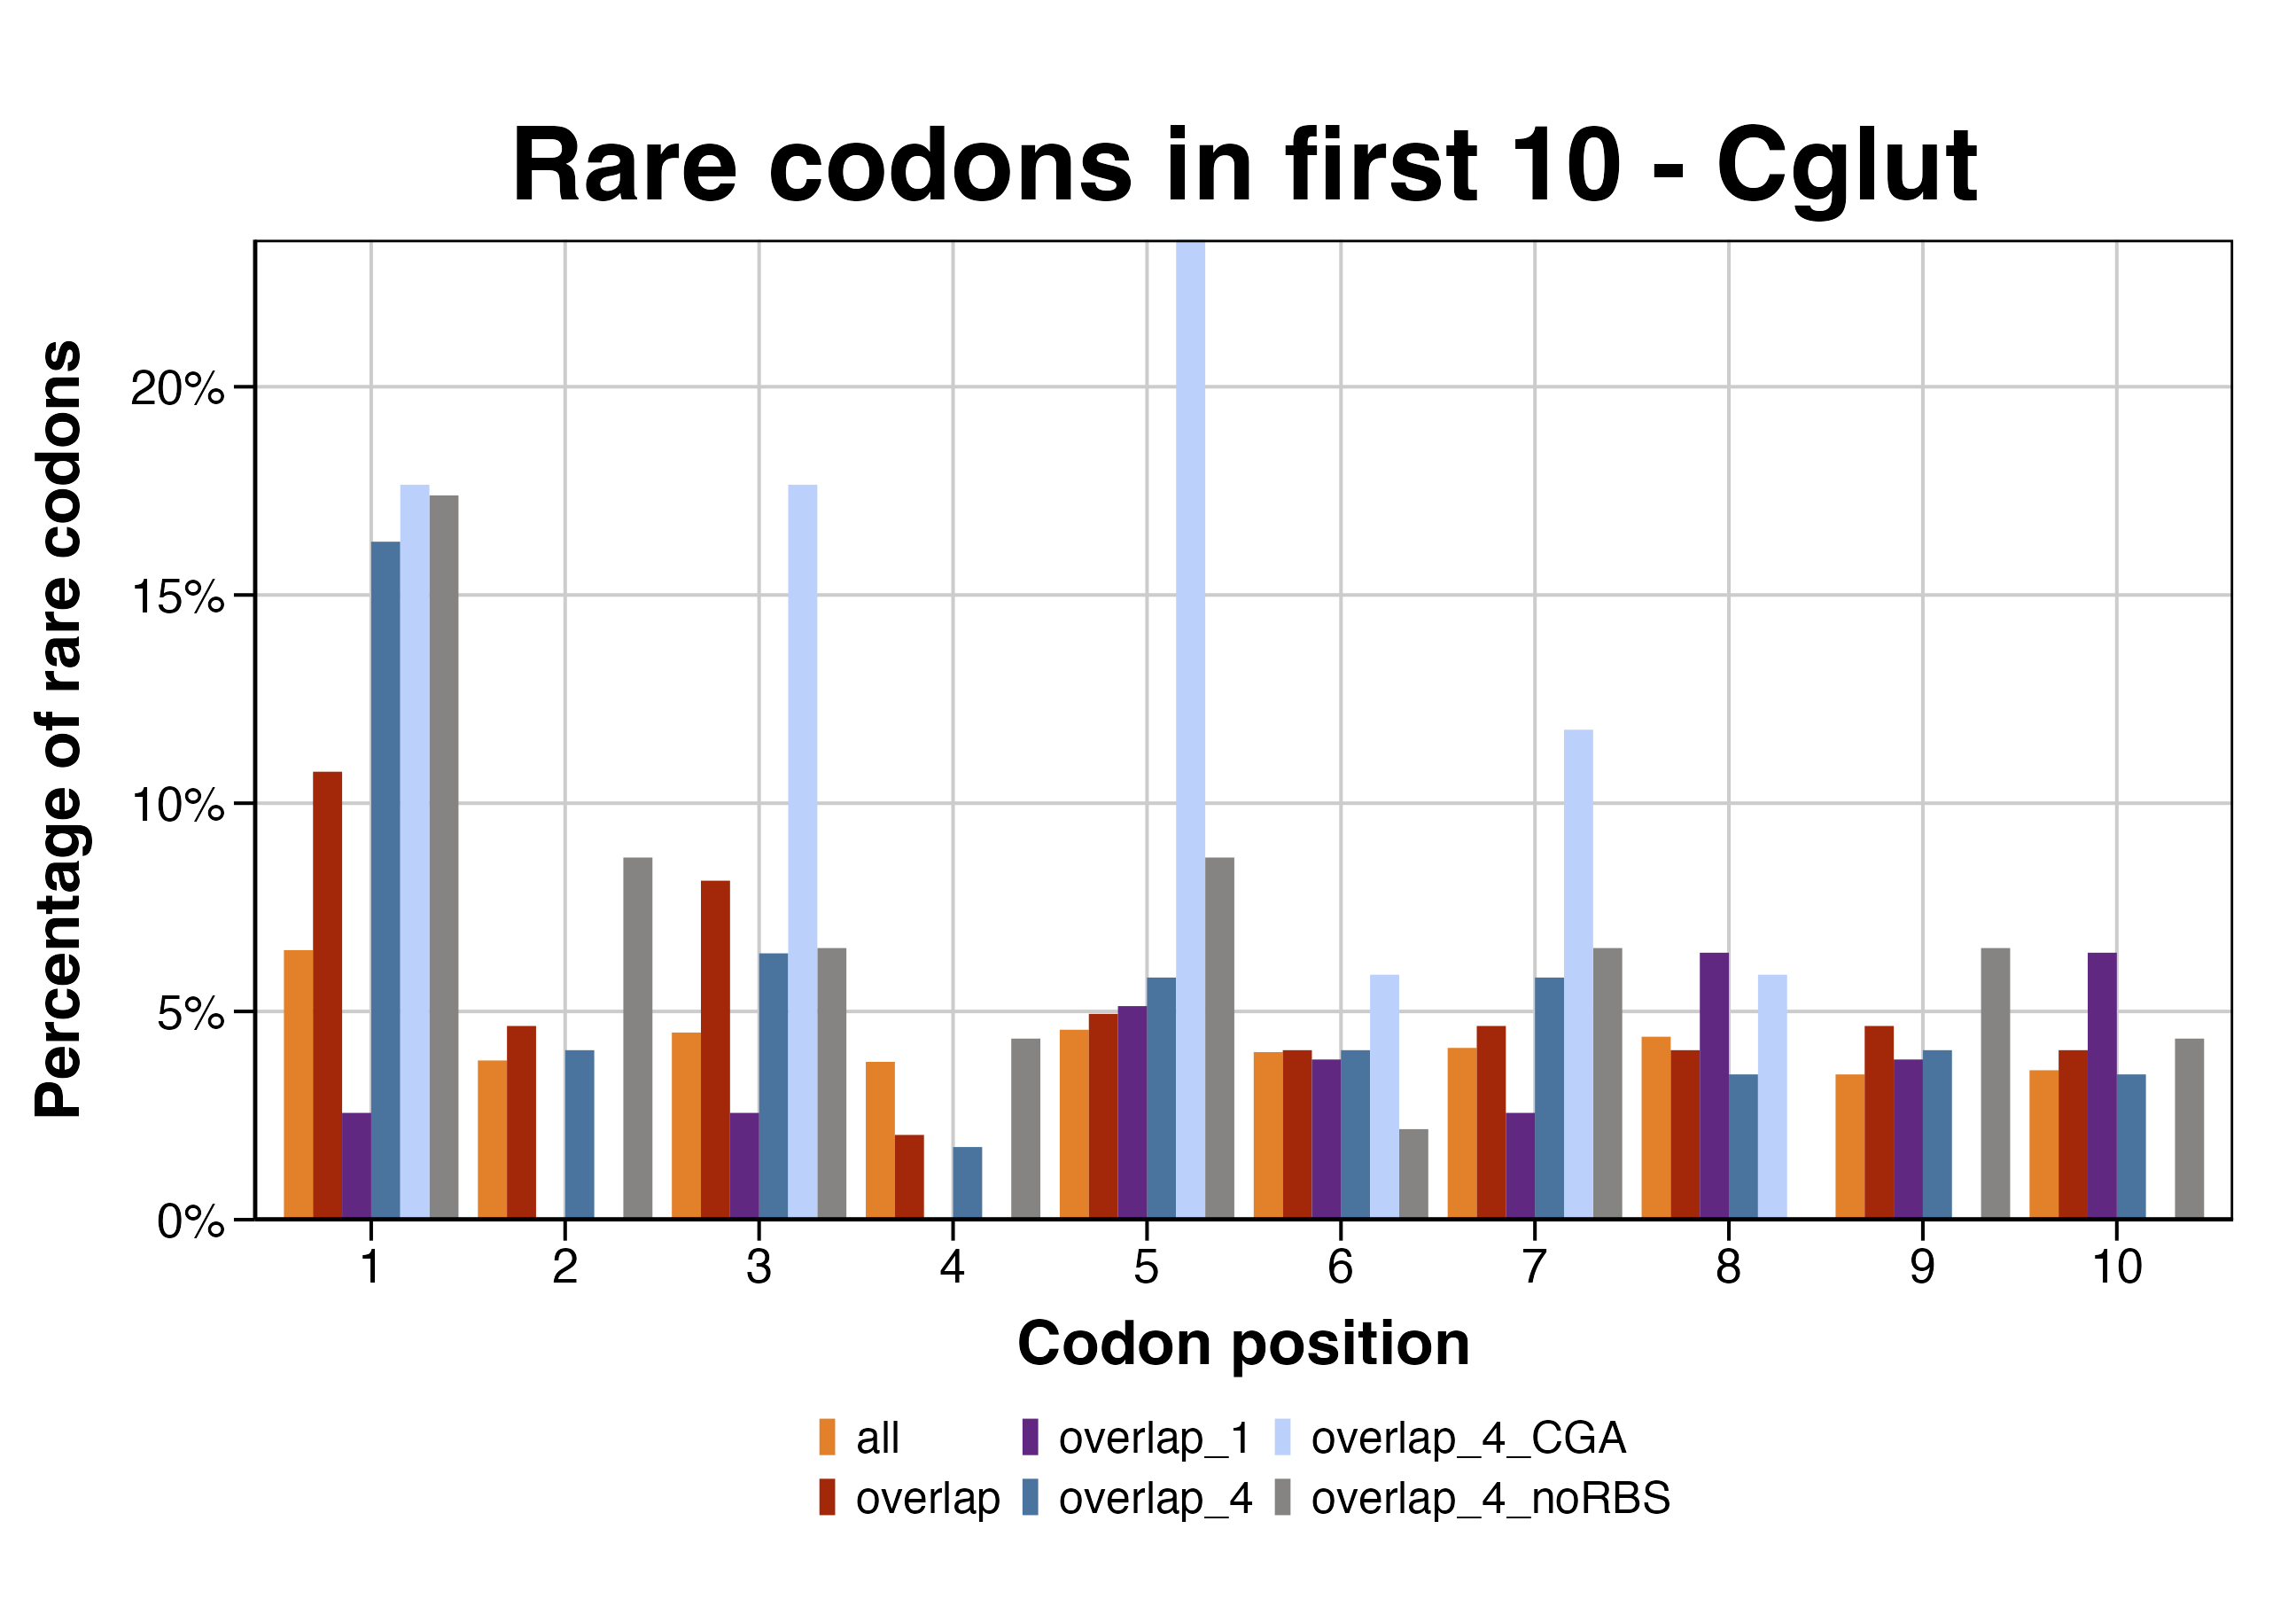 Rare codons in first 10 - Cglut
Percentage of rare codons
20%
15%
10%
5%
0%
1 2 3 4 5 6 7 8 9 10
Codon position
all overlap_1 overlap_4_CGA
overlap overlap_4 overlap_4_noRBS